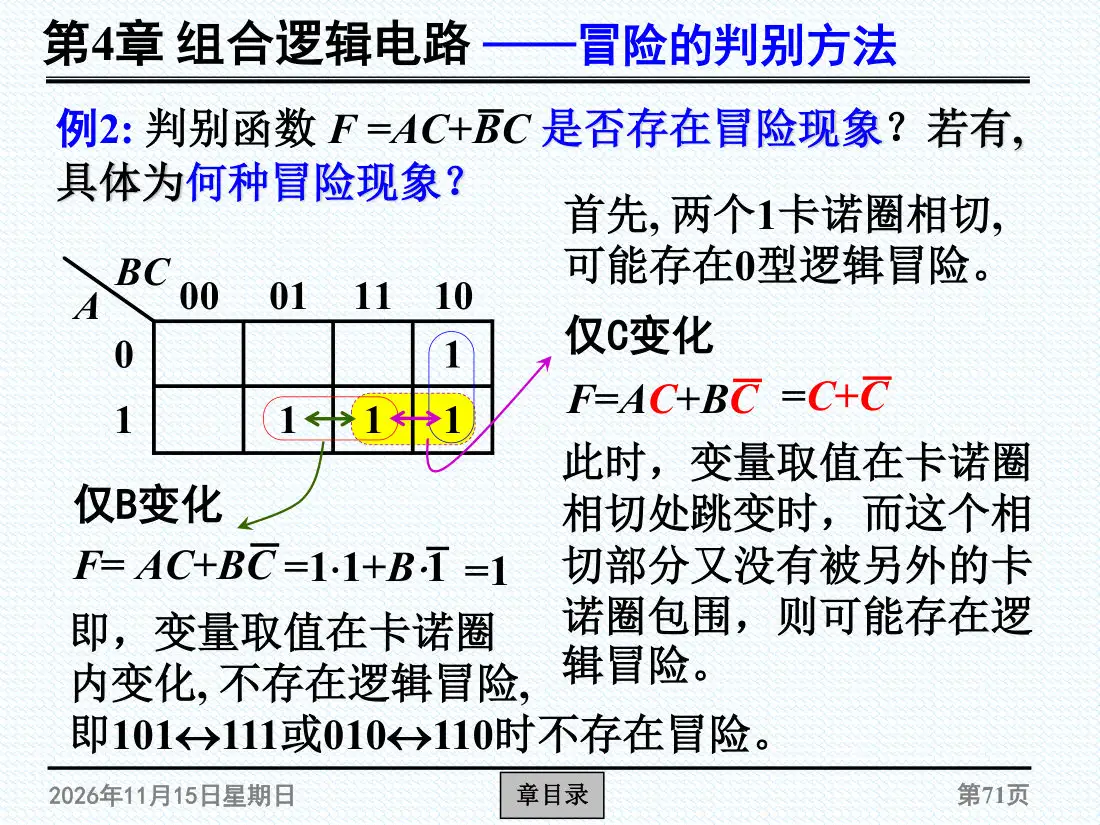 第4章 组合逻辑电路 ——冒险的判别方法
例2: 判别函数 F =AC+B̅C 是否存在冒险现象？若有,
具体为何种冒险现象？
首先, 两个1卡诺圈相切,
可能存在0型逻辑冒险。
BC
A
00 01 11 10
0 1
1 1 1 1
仅C变化
F=AC+BC̅ =C+C̅
此时，变量取值在卡诺圈
相切处跳变时，而这个相
切部分又没有被另外的卡
诺圈包围，则可能存在逻
辑冒险。
仅B变化
F= AC+BC̅ =1·1+B·1̅ =1
即，变量取值在卡诺圈
内变化, 不存在逻辑冒险,
即101↔111或010↔110时不存在冒险。
2026年11月15日星期日
章目录
第71页